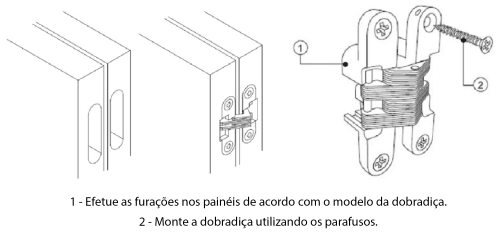 1
2
1 - Efetue as furações nos painéis de acordo com o modelo da dobradiça.
2 - Monte a dobradiça utilizando os parafusos.